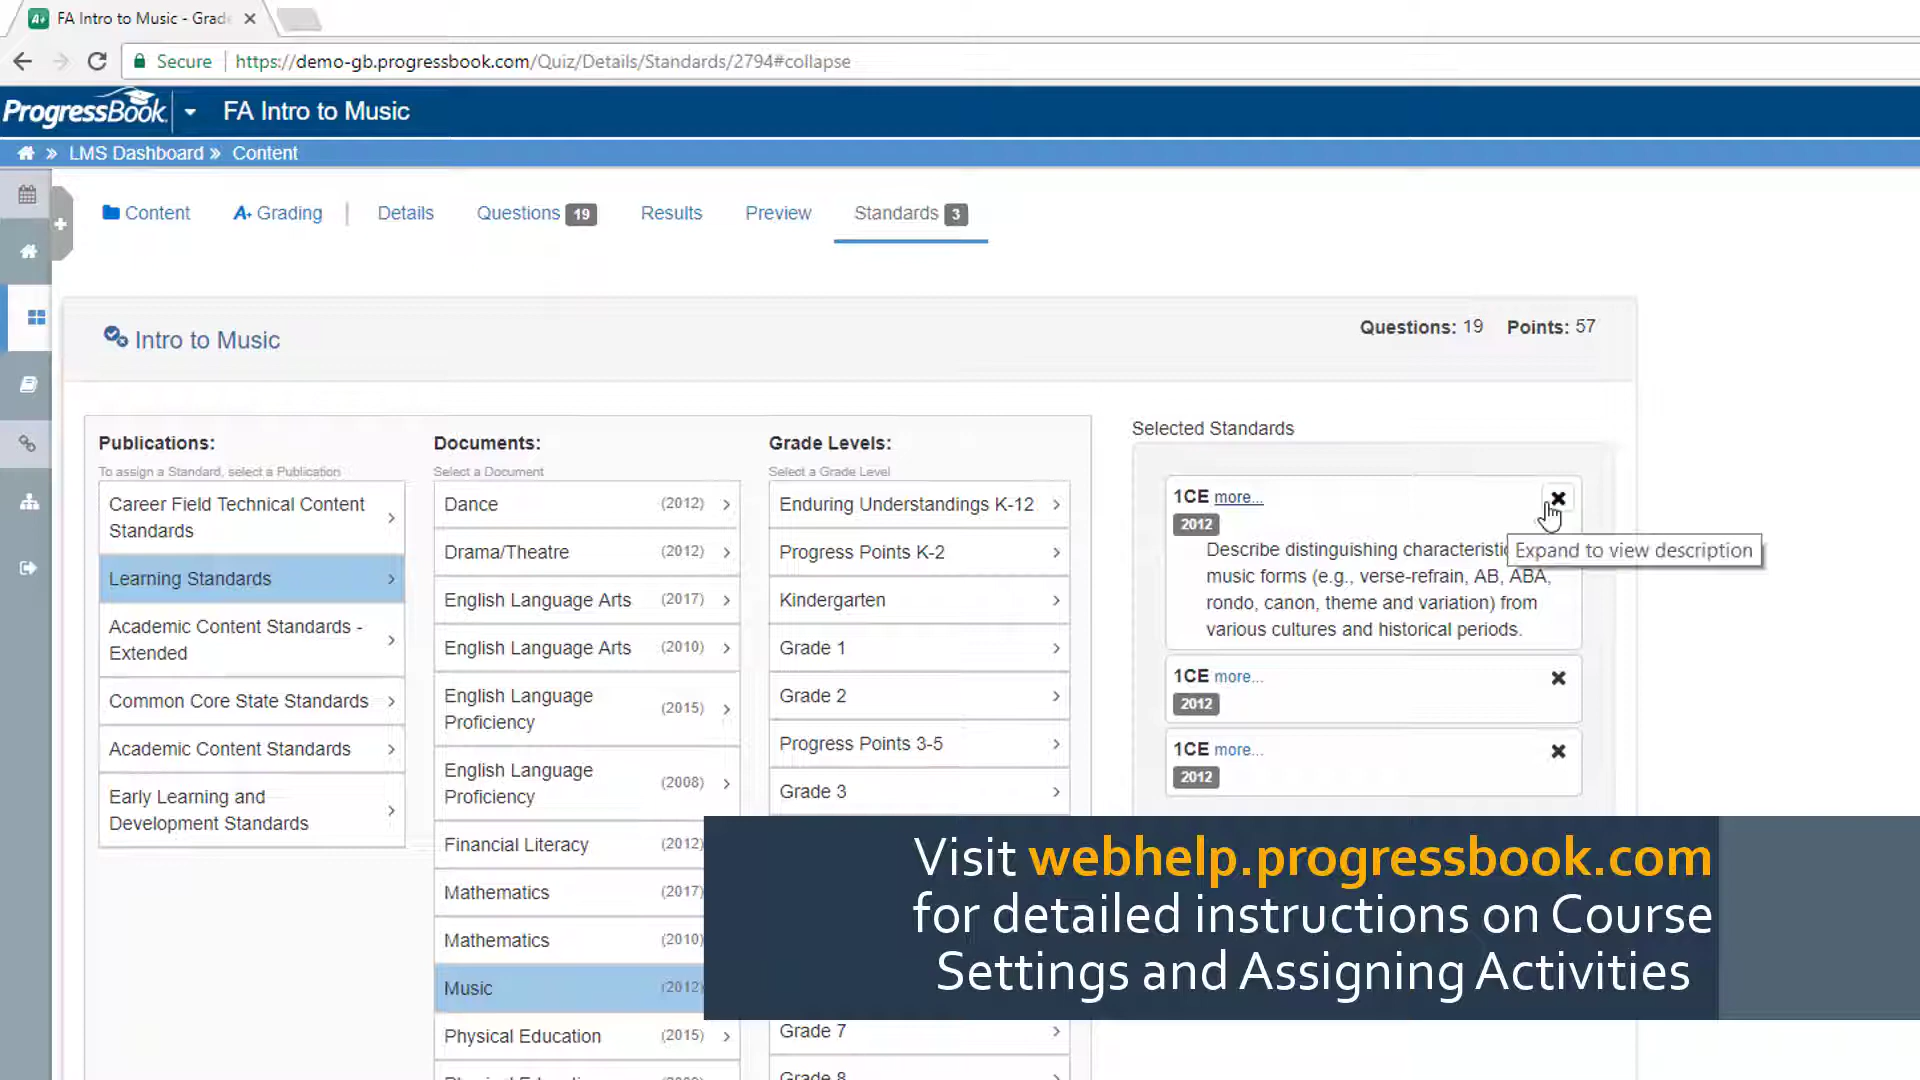 FA Intro to Music - Grade
Secure https://demo-gb.progressbook.com/Quiz/Details/Standards/2794#collapse
ProgressBook FA Intro to Music
LMS Dashboard » Content
Content A+ Grading Details Questions 19 Results Preview Standards 3
Intro to Music
Questions: 19 Points: 57
Publications:
To assign a Standard, select a Publication
Career Field Technical Content
Standards
Learning Standards
Academic Content Standards -
Extended
Common Core State Standards
Academic Content Standards
Early Learning and
Development Standards
Documents:
Select a Document
Dance (2012)
Drama/Theatre (2012)
English Language Arts (2017)
English Language Arts (2010)
English Language
Proficiency (2015)
English Language
Proficiency (2008)
Financial Literacy (2012)
Mathematics (2017)
Mathematics (2010)
Music (2012)
Physical Education (2015)
Grade Levels:
Select a Grade Level
Enduring Understandings K-12
Progress Points K-2
Kindergarten
Grade 1
Grade 2
Progress Points 3-5
Grade 3
Grade 7
Grade 8
Selected Standards
1CE more...
2012
Describe distinguishing characteristic
music forms (e.g., verse-refrain, AB, ABA,
rondo, canon, theme and variation) from
various cultures and historical periods.
Expand to view description
1CE more...
2012
1CE more...
2012
Visit webhelp.progressbook.com
for detailed instructions on Course
Settings and Assigning Activities